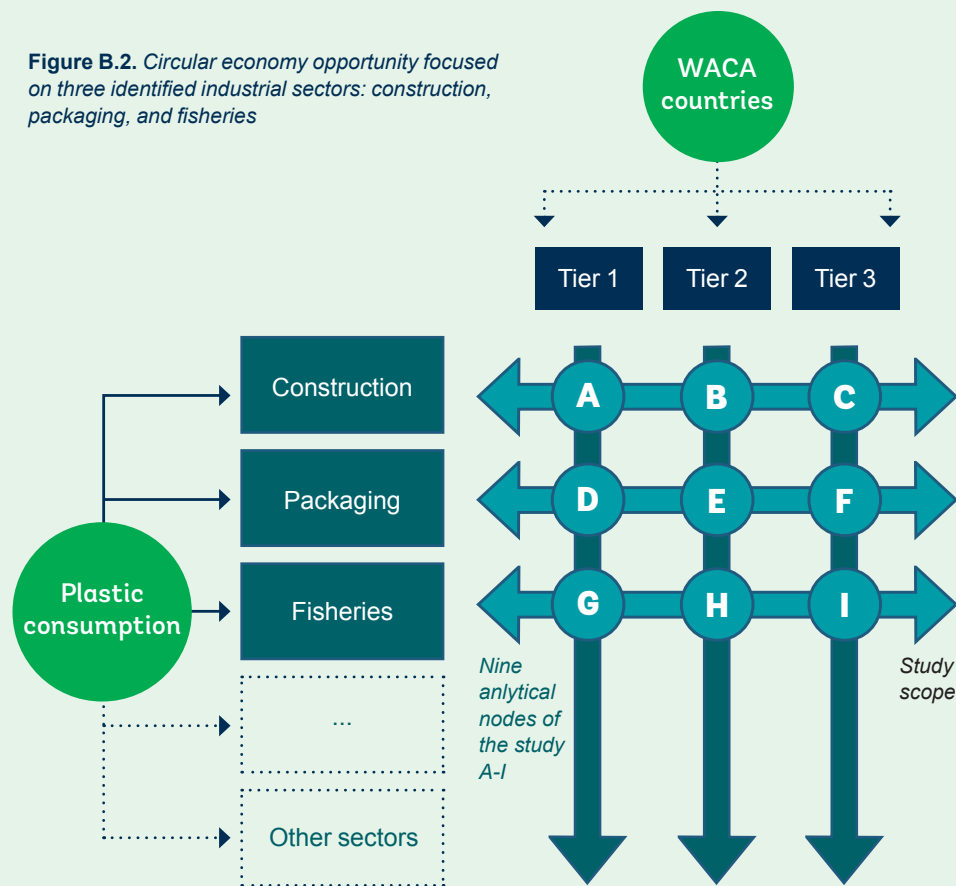 Figure B.2. Circular economy opportunity focused
on three identified industrial sectors: construction,
packaging, and fisheries
WACA
countries
Tier 1
Tier 2
Tier 3
Construction
A
B
C
Packaging
D
E
F
Plastic
consumption
Fisheries
G
H
I
Nine
anlytical
nodes of
the study
A-I
Study
scope
...
Other sectors